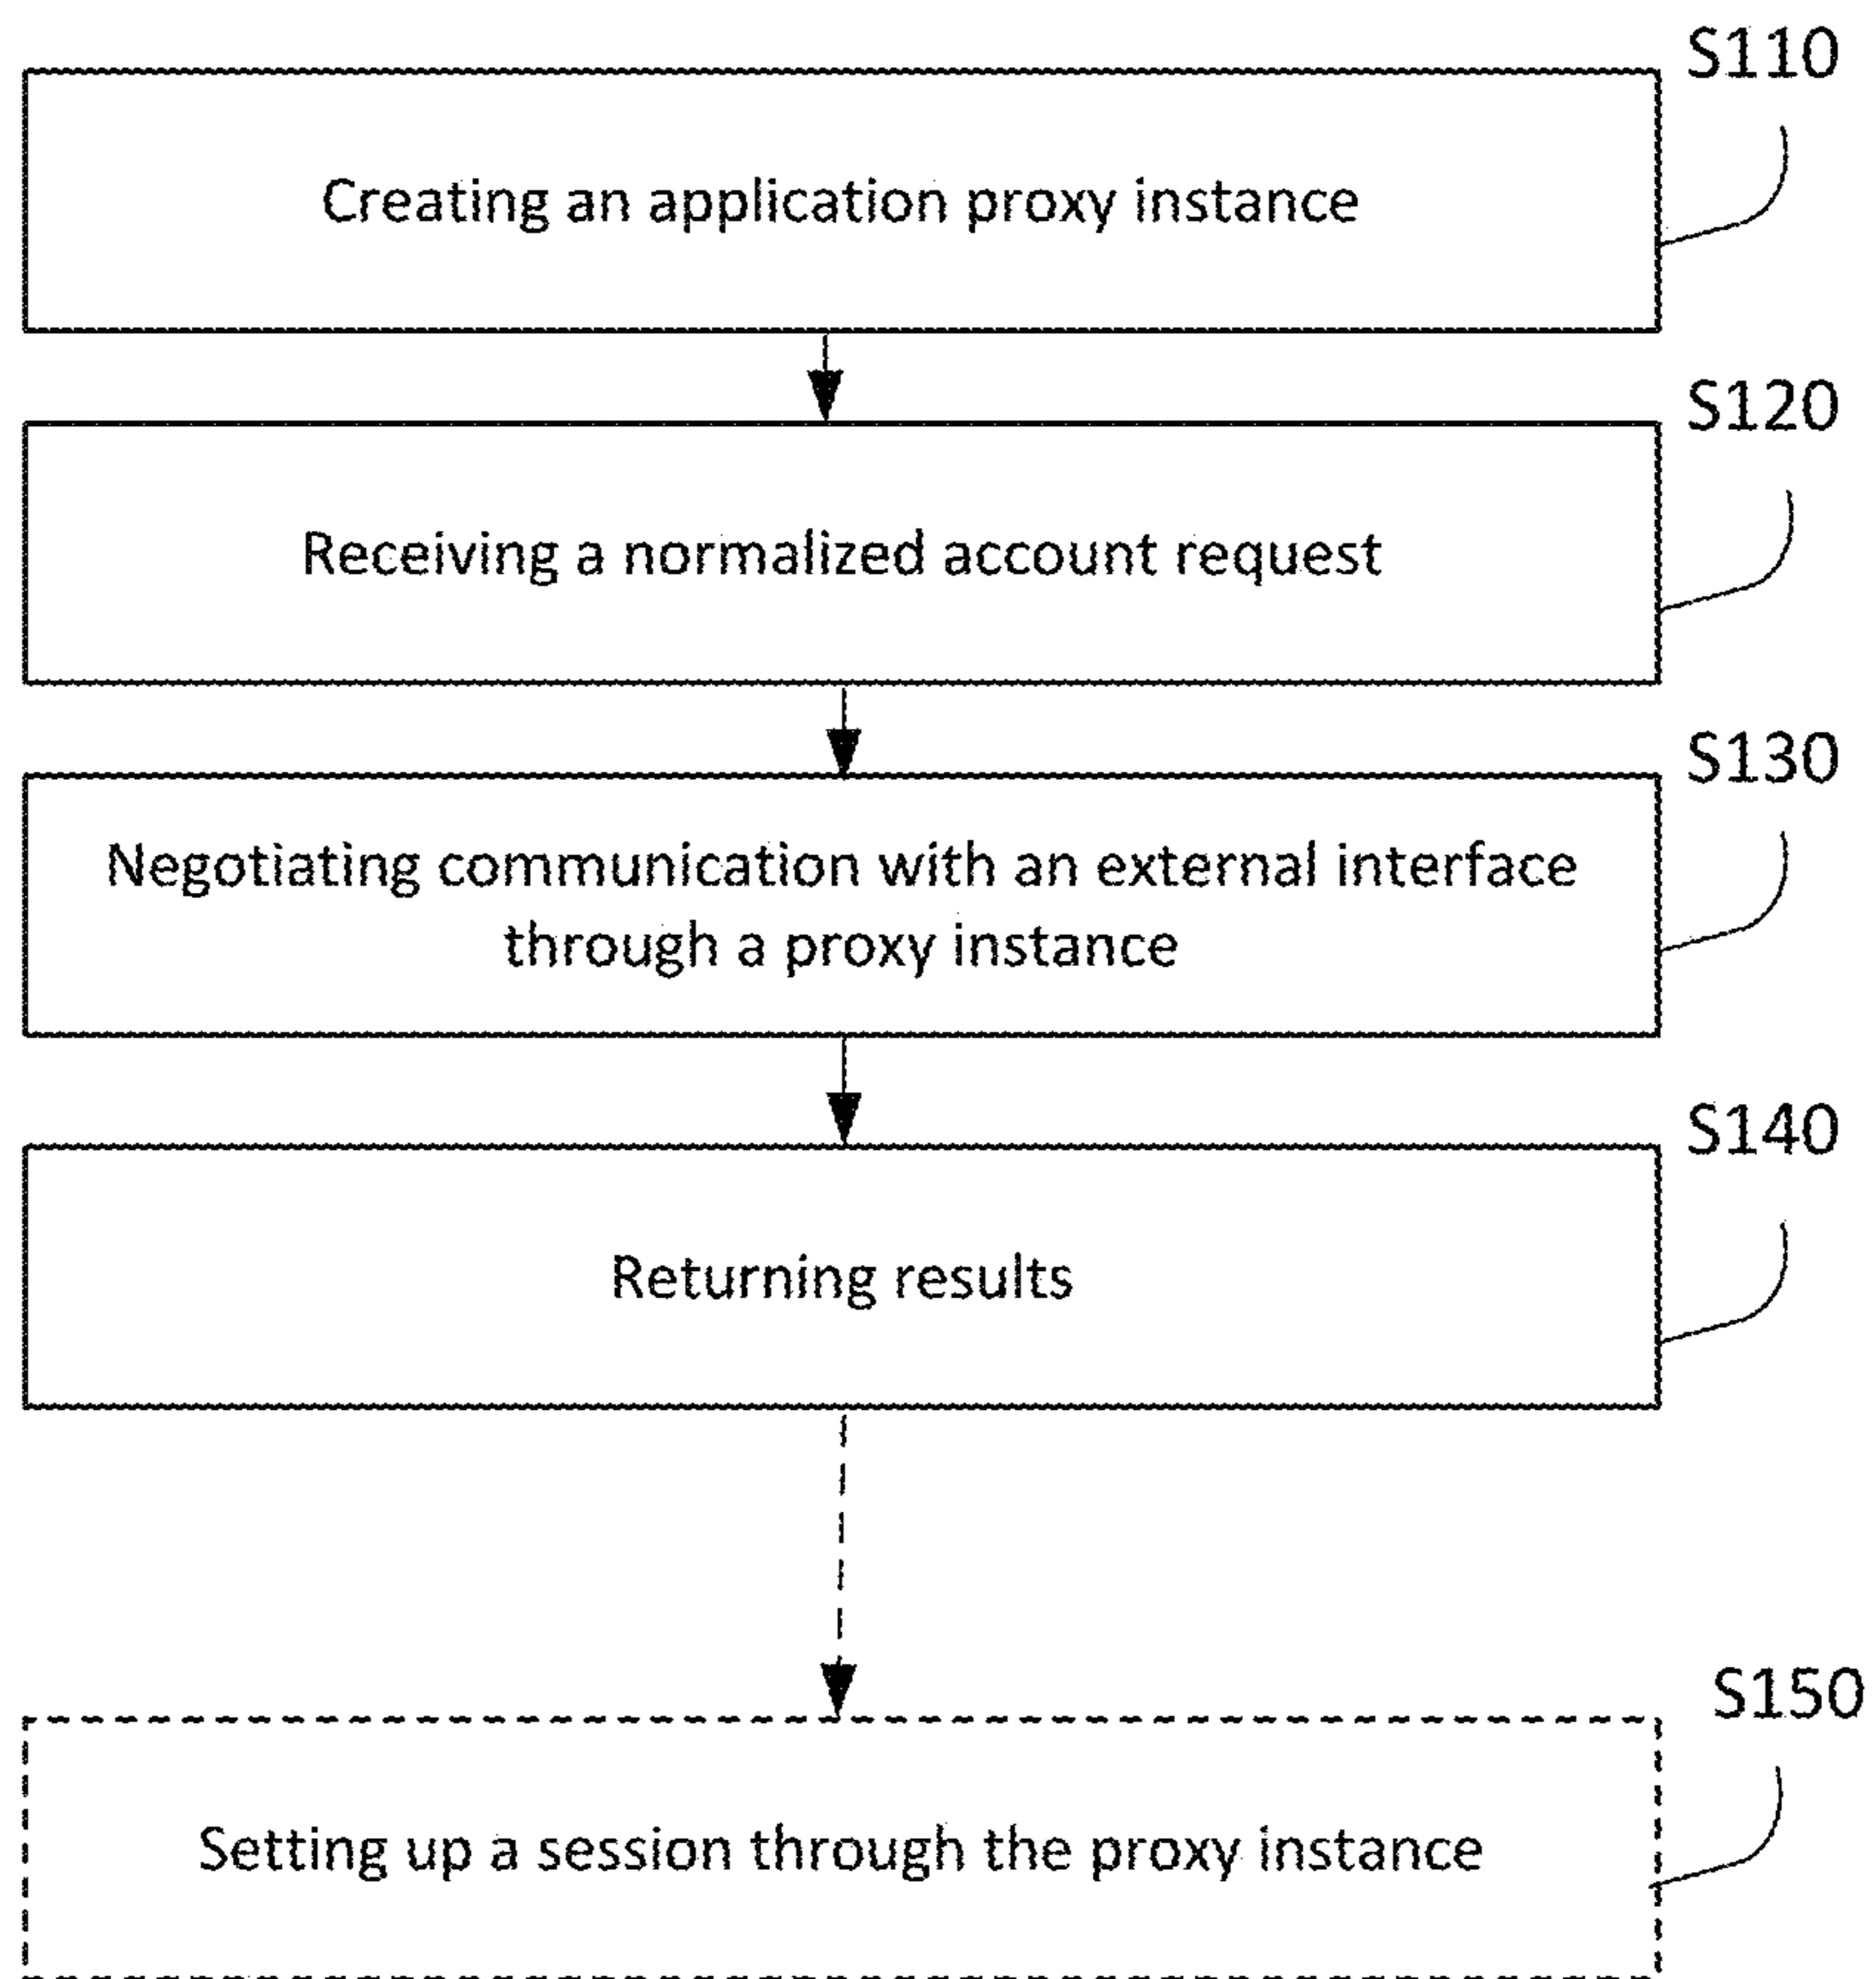 S110
Creating an application proxy instance
S120
Receiving a normalized account request
S130
Negotiating communication with an external interface
through a proxy instance
S140
Returning results
S150
Setting up a session through the proxy instance